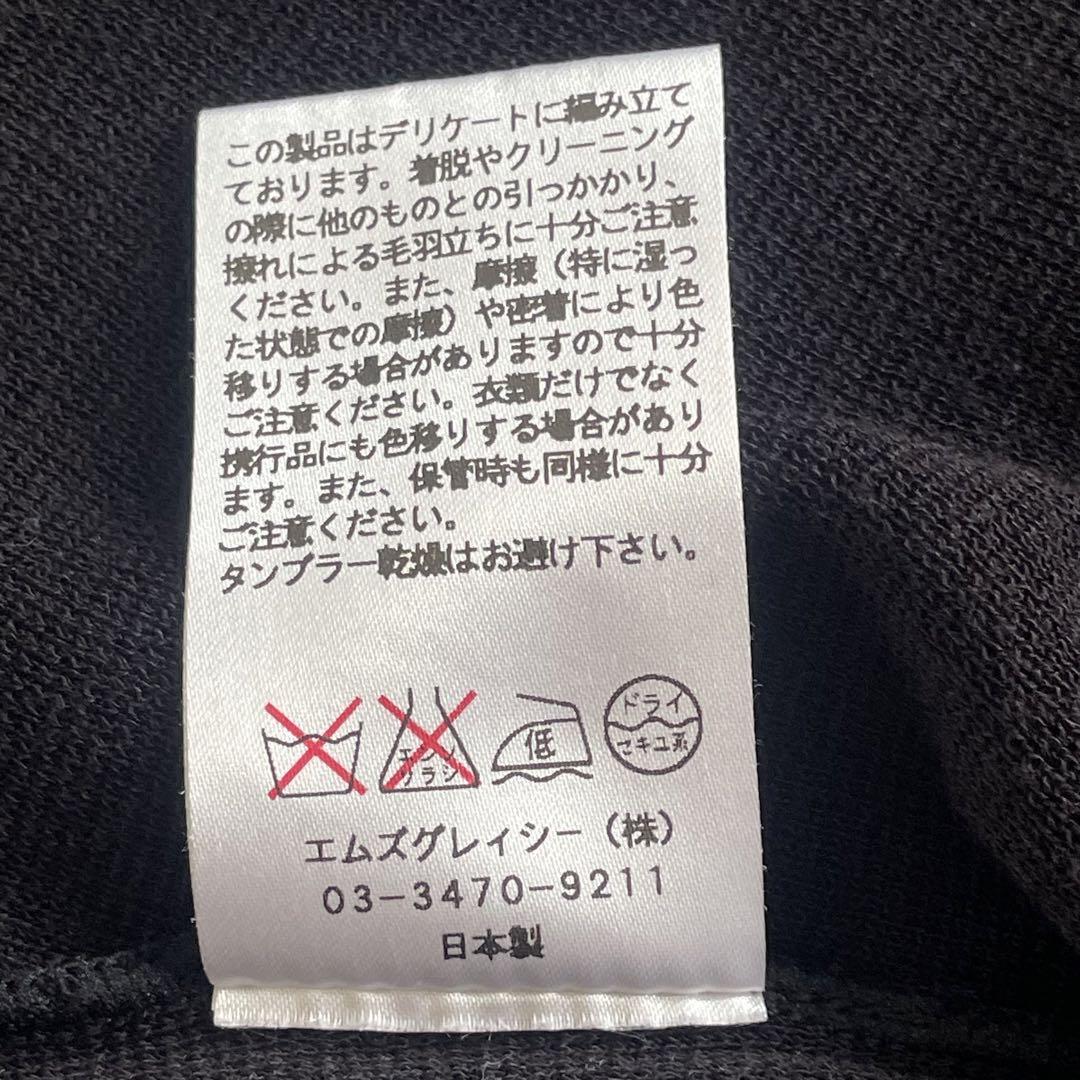 この製品はデリケートに編み立て
ております。着脱やクリーニング
の際に他のものとの引っかかり、
擦れによる毛羽立ちに十分ご注意
ください。また、摩擦（特に湿っ
た状態での摩擦）や密着により色
移りする場合がありますので十分
ご注意ください。衣類だけでなく
携行品にも色移りする場合があり
ます。また、保管時も同様に十分
ご注意ください。
タンブラー乾燥はお避け下さい。
エンソ
サラシ
低
ドライ
セキユ系
エムズグレイシー（株）
03-3470-9211
日本製